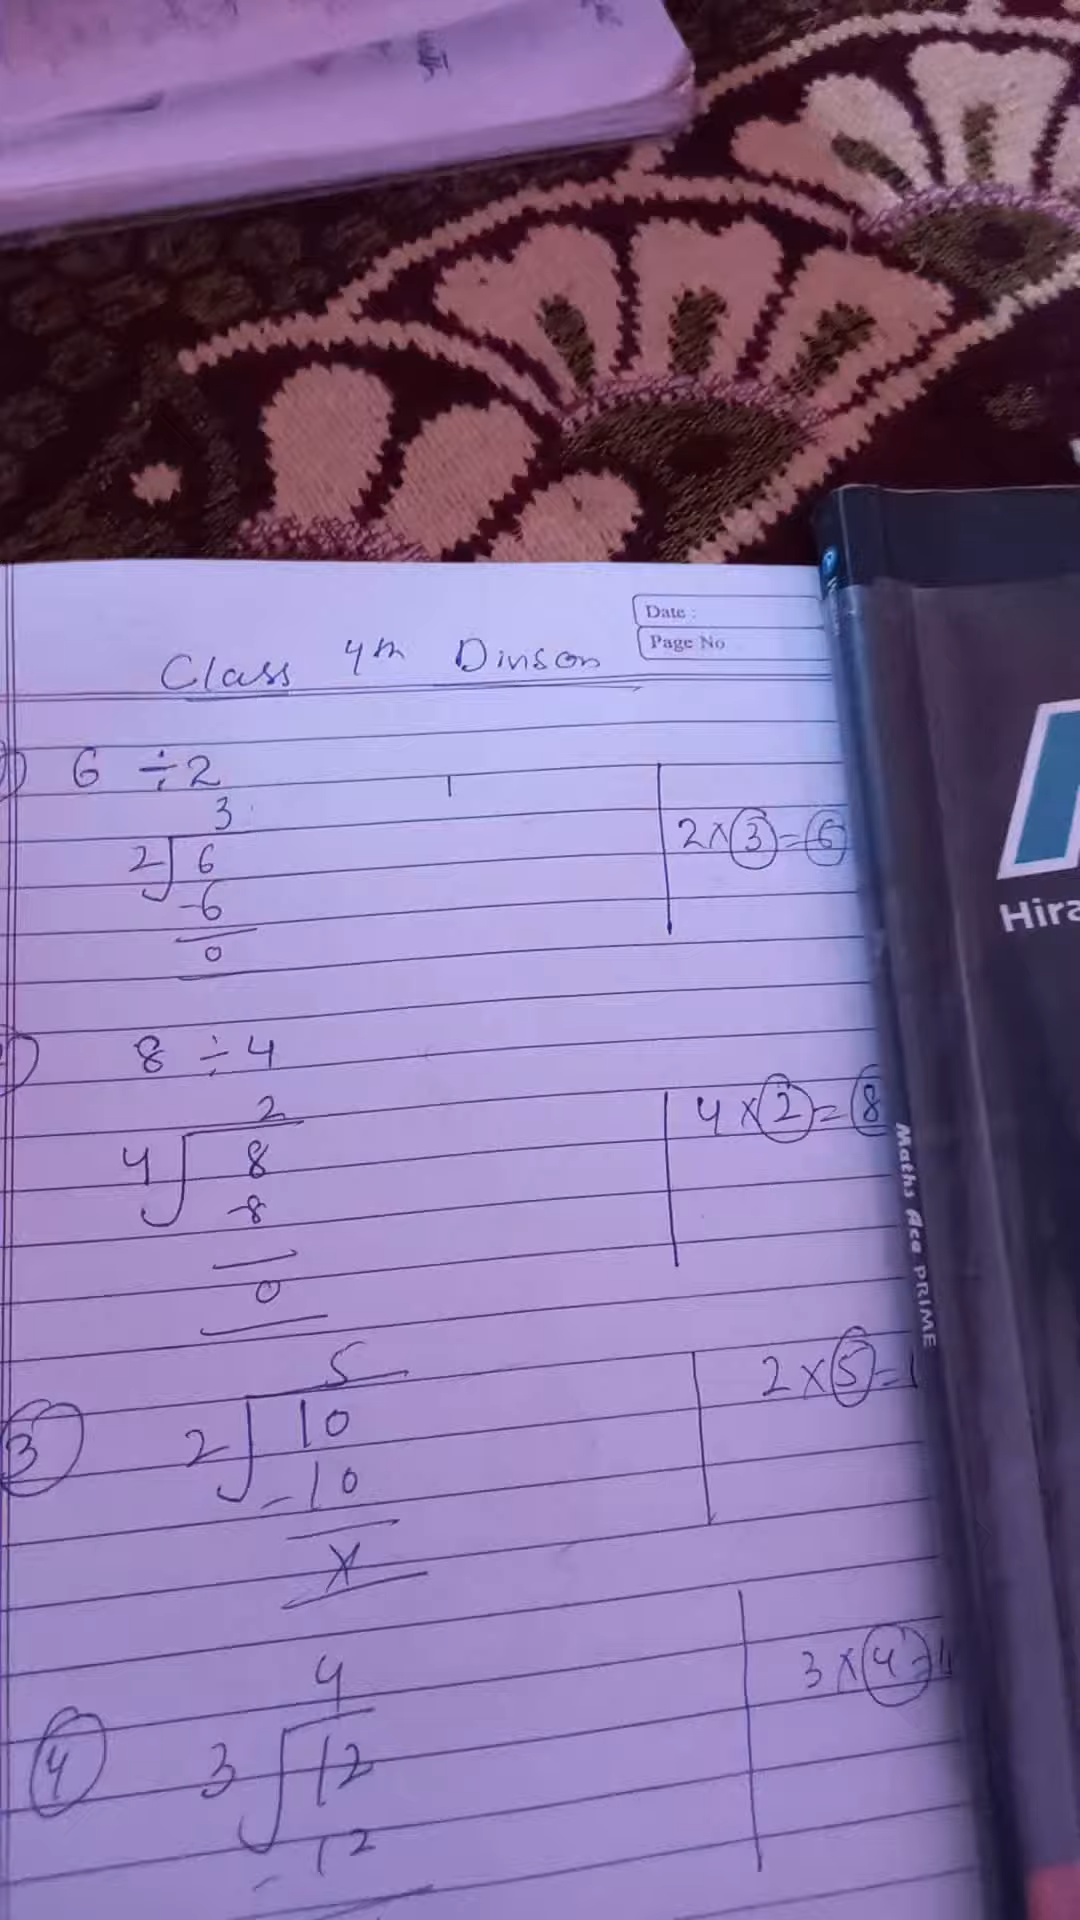 Date :
Page No
Class 4th Divison
6 ÷ 2
3
2 6
2×3=6
-6
0
8 ÷ 4
2
4 8
4×2=8
-8
0
5
3 2 10
2×5=1
-10
x
4
4 3 12
3×4=1
-12
Hira
Maths Ace PRIME